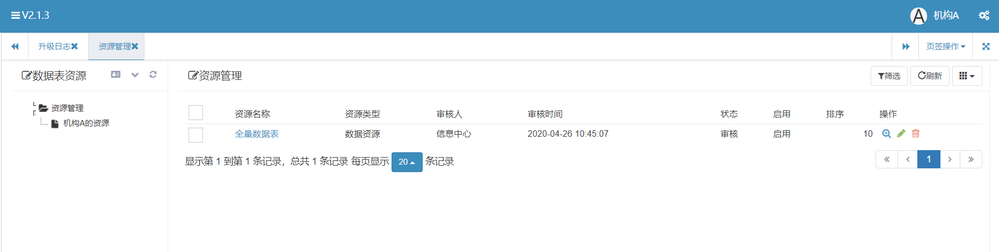 V2.1.3 A 机构A
升级日志 资源管理 页签操作
数据表资源
资源管理
机构A的资源
资源管理 筛选 刷新
资源名称 资源类型 审核人 审核时间 状态 启用 排序 操作
全量数据表 数据资源 信息中心 2020-04-26 10:45:07 审核 启用 10
显示第 1 到第 1 条记录，总共 1 条记录 每页显示 20 条记录 « ‹ 1 › »